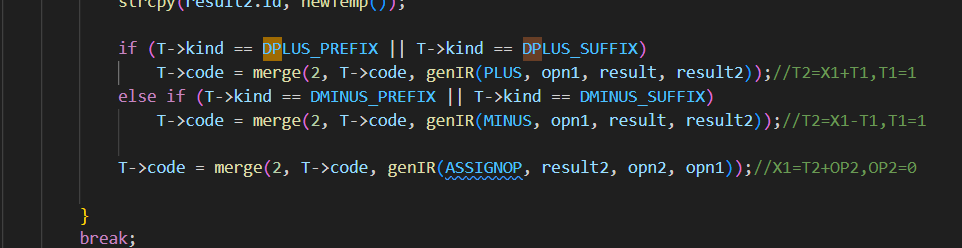 strcpy(result2.id, newTemp());
if (T->kind == DPLUS_PREFIX || T->kind == DPLUS_SUFFIX)
T->code = merge(2, T->code, genIR(PLUS, opn1, result, result2));//T2=X1+T1,T1=1
else if (T->kind == DMINUS_PREFIX || T->kind == DMINUS_SUFFIX)
T->code = merge(2, T->code, genIR(MINUS, opn1, result, result2));//T2=X1-T1,T1=1
T->code = merge(2, T->code, genIR(ASSIGNOP, result2, opn2, opn1));//X1=T2+OP2,OP2=0
}
break;